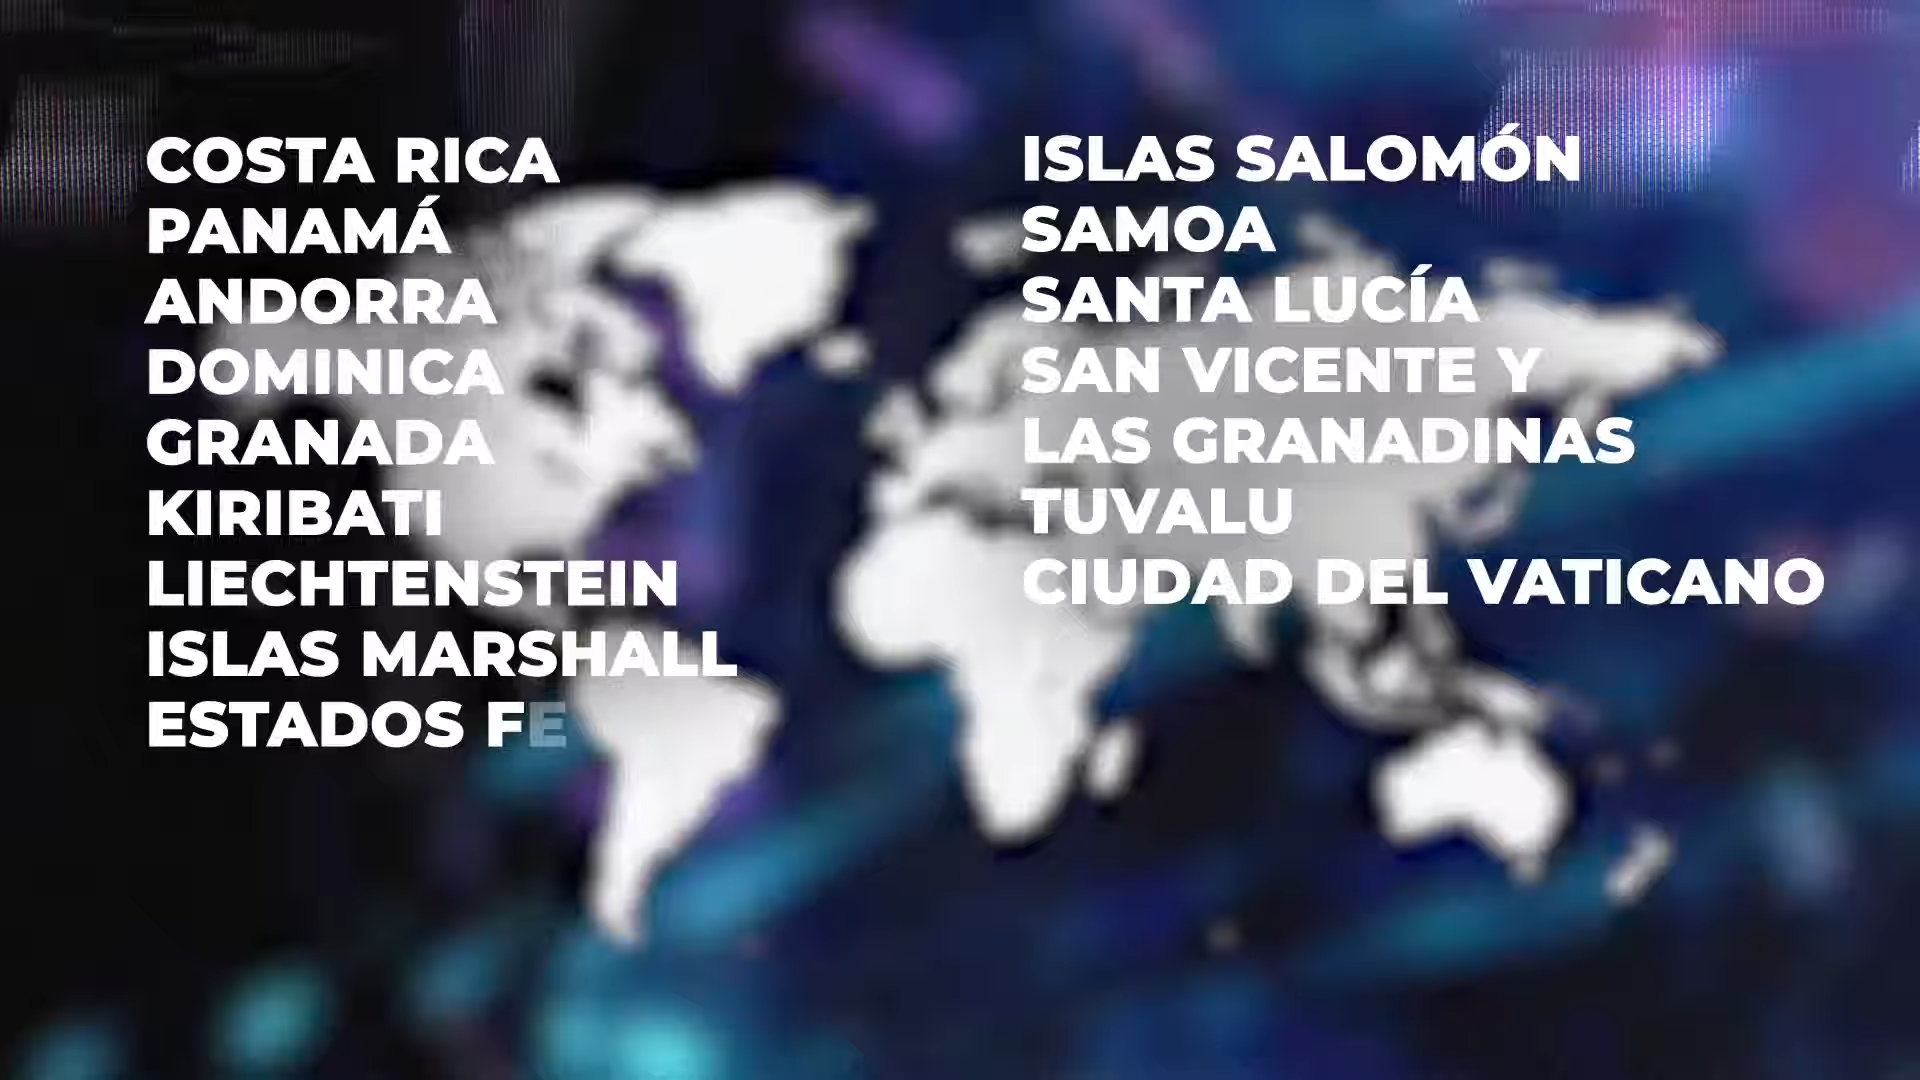 COSTA RICA
PANAMÁ
ANDORRA
DOMINICA
GRANADA
KIRIBATI
LIECHTENSTEIN
ISLAS MARSHALL
ESTADOS FE
ISLAS SALOMÓN
SAMOA
SANTA LUCÍA
SAN VICENTE Y
LAS GRANADINAS
TUVALU
CIUDAD DEL VATICANO